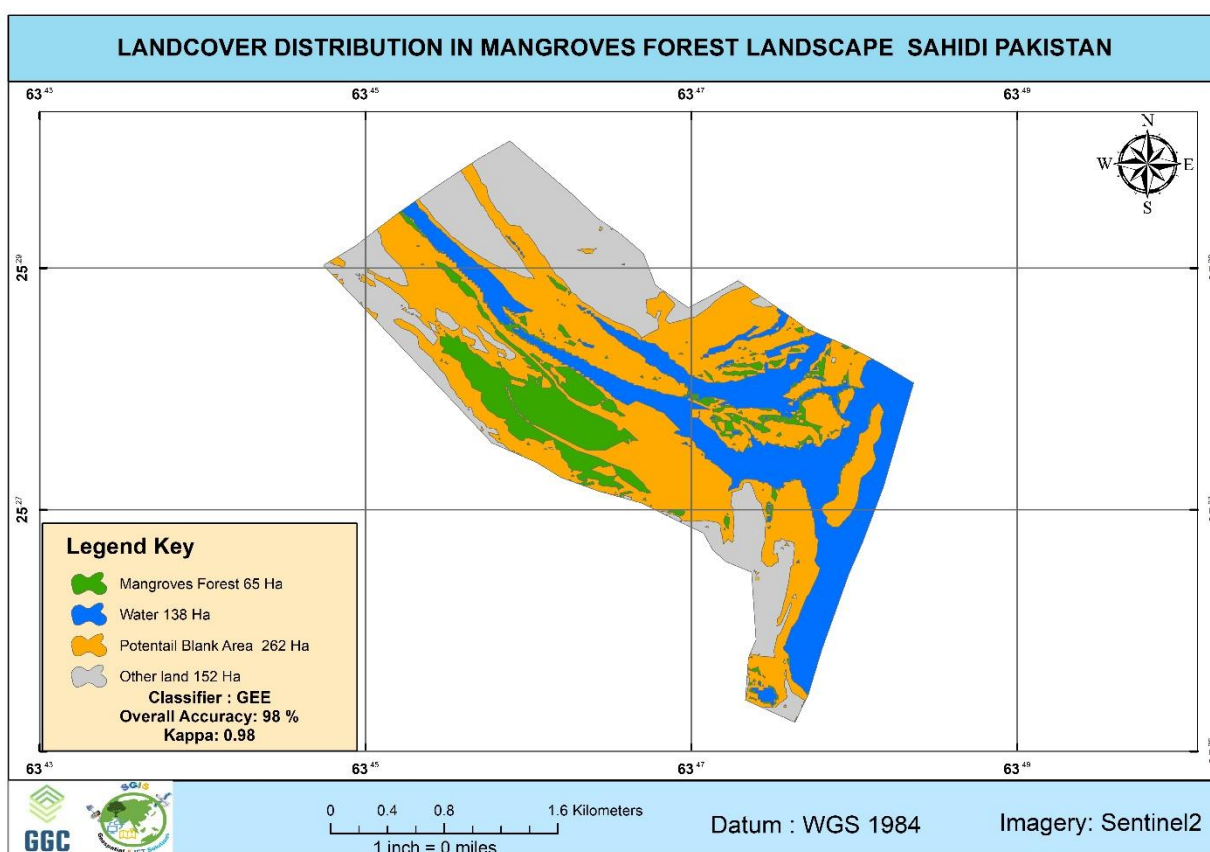 LANDCOVER DISTRIBUTION IN MANGROVES FOREST LANDSCAPE SAHIDI PAKISTAN
63.43 63.45 63.47 63.49
N
W E
S
25.29
25.27
Legend Key
Mangroves Forest 65 Ha
Water 138 Ha
Potentail Blank Area 262 Ha
Other land 152 Ha
Classifier : GEE
Overall Accuracy: 98 %
Kappa: 0.98
63.43 63.45 63.47 63.49
GGC
SGIS
0 0.4 0.8 1.6 Kilometers
1 inch = 0 miles
Datum : WGS 1984
Imagery: Sentinel2